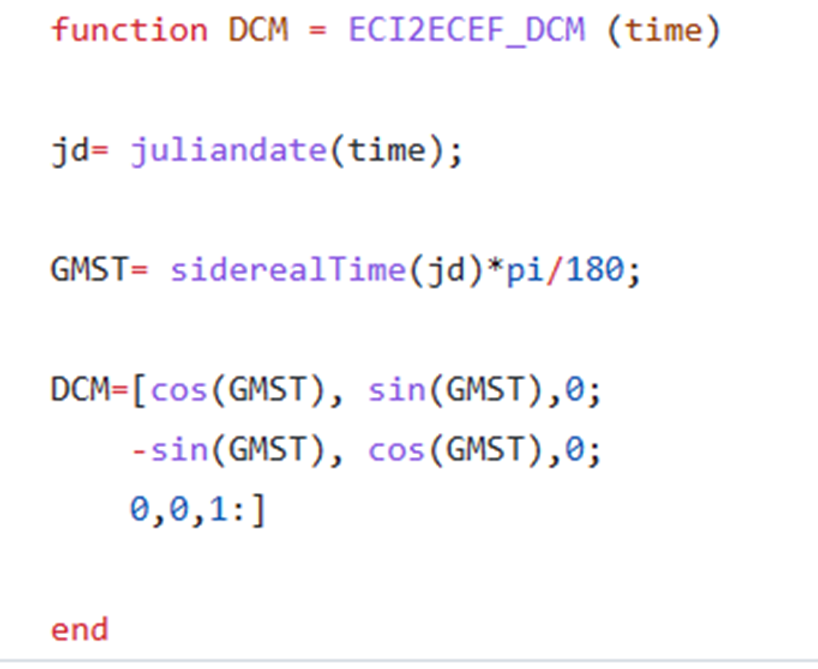 function DCM = ECI2ECEF_DCM (time)
jd= juliandate(time);
GMST= siderealTime(jd)*pi/180;
DCM=[cos(GMST), sin(GMST),0;
-sin(GMST), cos(GMST),0;
0,0,1:]
end